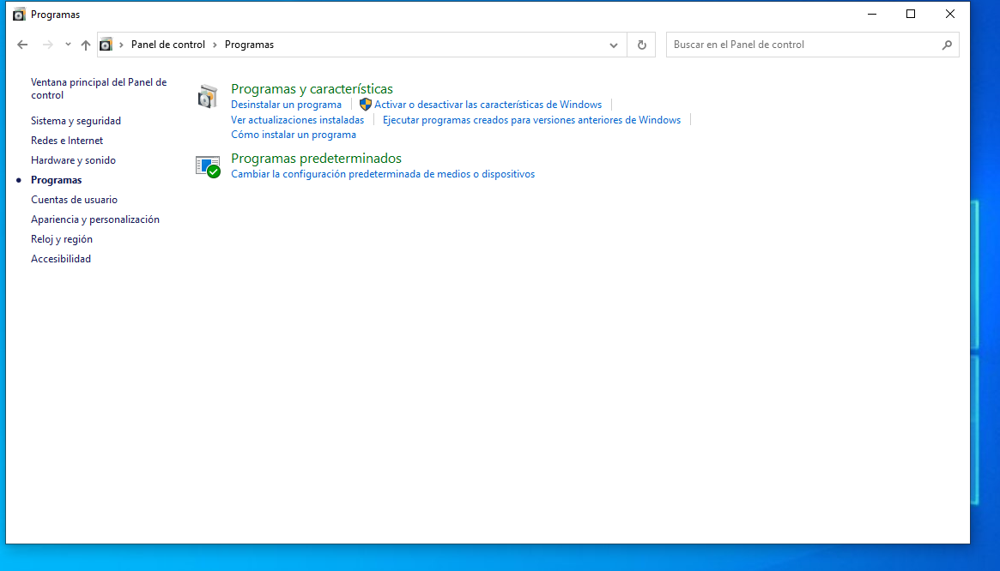 Programas
Panel de control > Programas
Buscar en el Panel de control
Ventana principal del Panel de
control
Sistema y seguridad
Redes e Internet
Hardware y sonido
Programas
Cuentas de usuario
Apariencia y personalización
Reloj y región
Accesibilidad
Programas y características
Desinstalar un programa | Activar o desactivar las características de Windows |
Ver actualizaciones instaladas | Ejecutar programas creados para versiones anteriores de Windows |
Cómo instalar un programa
Programas predeterminados
Cambiar la configuración predeterminada de medios o dispositivos